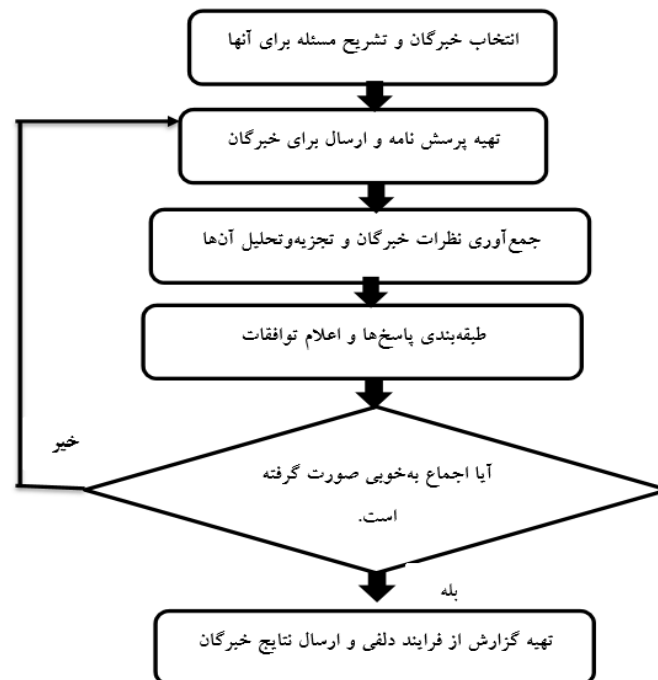 انتخاب خبرگان و تشریح مسئله برای آنها
تهیه پرسش نامه و ارسال برای خبرگان
جمع‌آوری نظرات خبرگان و تجزیه‌وتحلیل آن‌ها
طبقه‌بندی پاسخ‌ها و اعلام توافقات
خیر
آیا اجماع به‌خوبی صورت گرفته
است.
بله
تهیه گزارش از فرایند دلفی و ارسال نتایج خبرگان